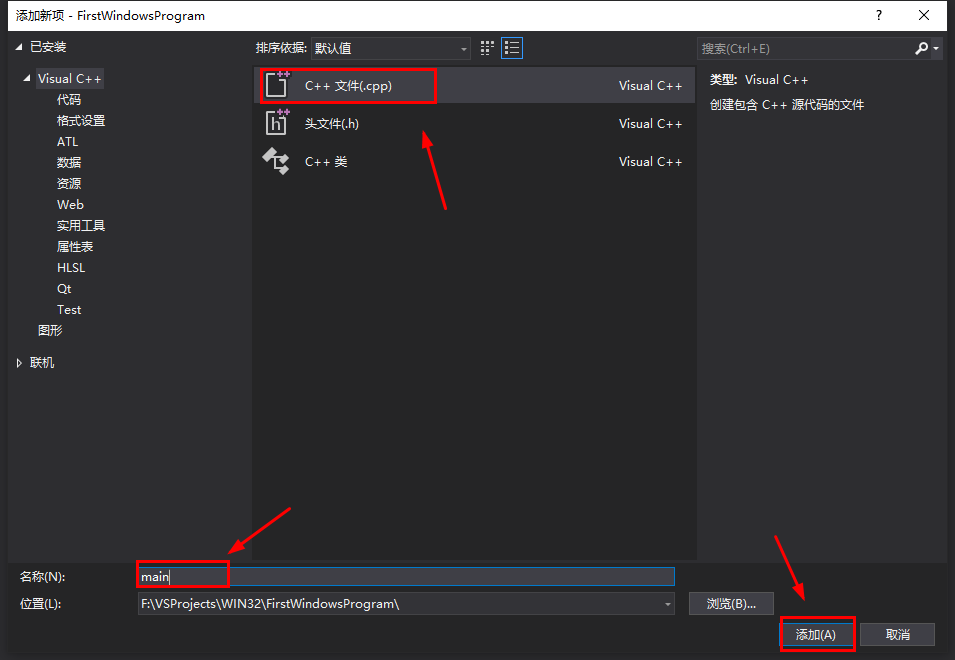 添加新项 - FirstWindowsProgram
?
已安装
Visual C++
代码
格式设置
ATL
数据
资源
Web
实用工具
属性表
HLSL
Qt
Test
图形
联机
排序依据: 默认值
C++ 文件(.cpp) Visual C++
头文件(.h) Visual C++
C++ 类 Visual C++
搜索(Ctrl+E)
类型: Visual C++
创建包含 C++ 源代码的文件
名称(N): main
位置(L): F:\VSProjects\WIN32\FirstWindowsProgram\
浏览(B)...
添加(A) 取消